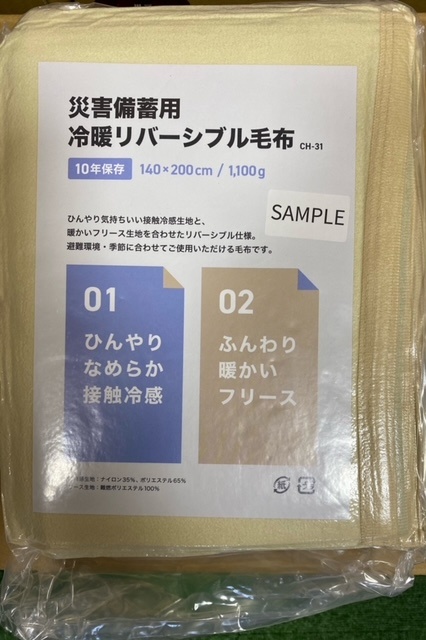 災害備蓄用
冷暖リバーシブル毛布 CH-31
10年保存 140×200cm / 1,100g
SAMPLE
ひんやり気持ちいい接触冷感生地と、
暖かいフリース生地を合わせたリバーシブル仕様。
避難環境・季節に合わせてご使用いただける毛布です。
01
ひんやり
なめらか
接触冷感
02
ふんわり
暖かい
フリース
ナイロン35%、ポリエステル65%
ース生地：難燃ポリエステル100%
紙
プラ